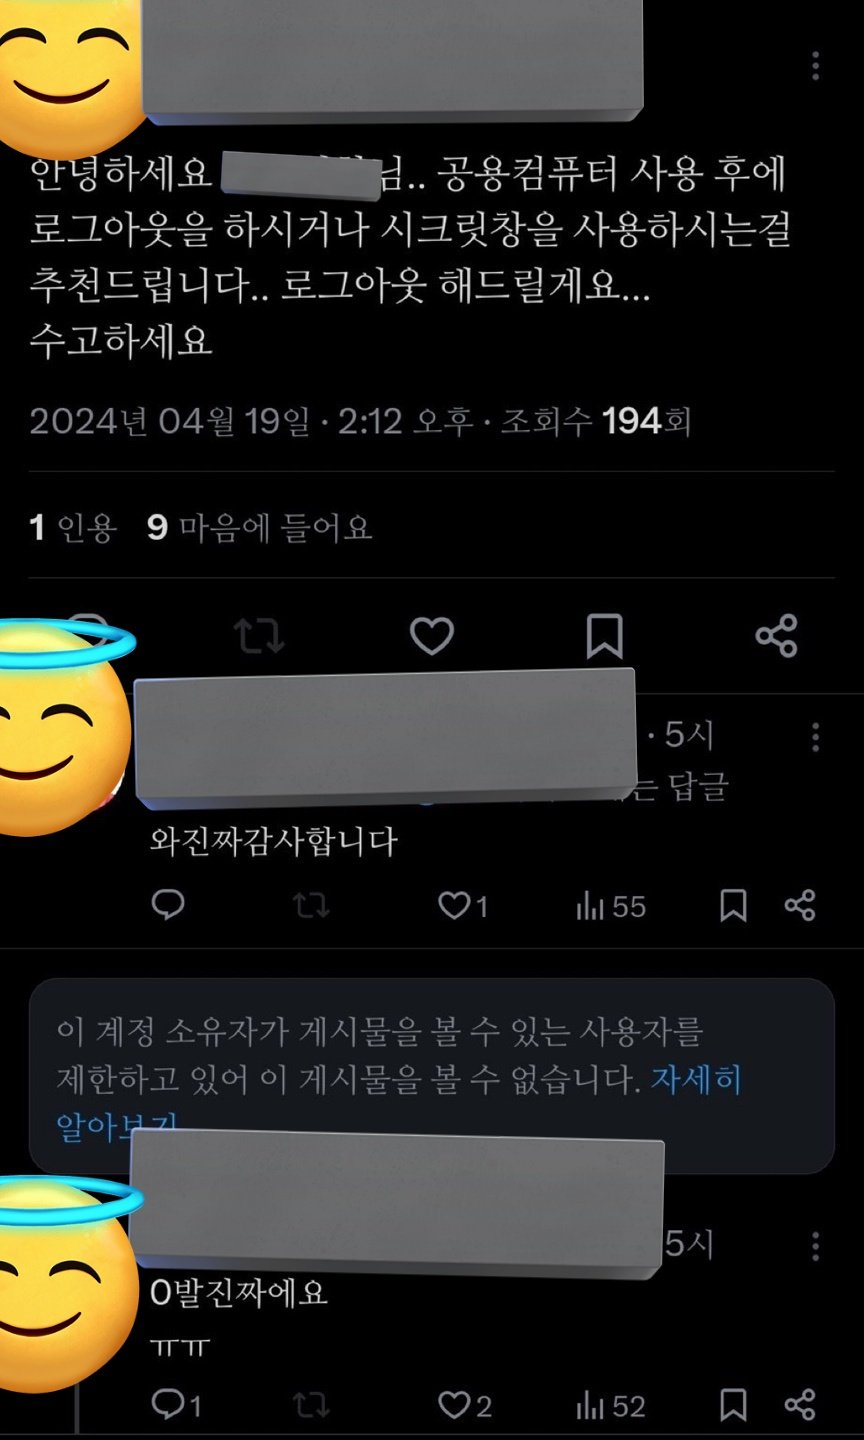 안녕하세요 님.. 공용컴퓨터 사용 후에
로그아웃을 하시거나 시크릿창을 사용하시는걸
추천드립니다.. 로그아웃 해드릴게요...
수고하세요
2024년 04월 19일 · 2:12 오후 · 조회수 194회
1 인용 9 마음에 들어요
· 5시
답글
와진짜감사합니다
1 55
이 계정 소유자가 게시물을 볼 수 있는 사용자를
제한하고 있어 이 게시물을 볼 수 없습니다. 자세히
알아보기
5시
0발진짜에요
ㅠㅠ
1 2 52